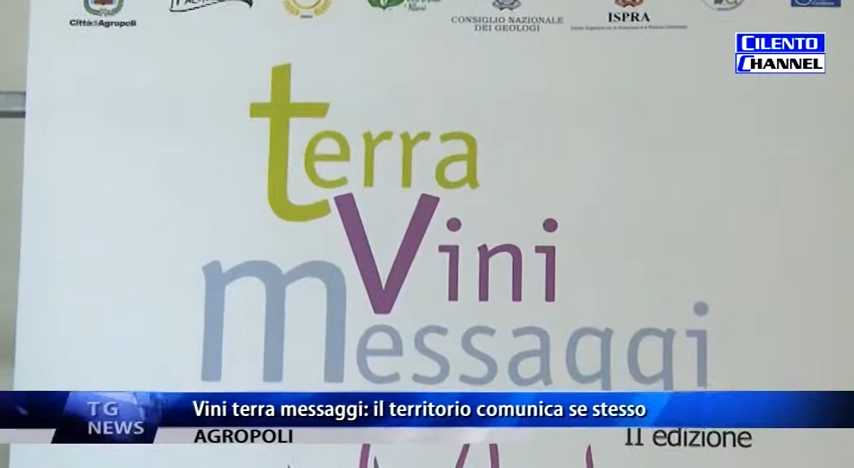 Città di Agropoli
CONSIGLIO NAZIONALE
DEI GEOLOGI
ISPRA
CILENTO
CHANNEL
terra
Vini
messaggi
TG
NEWS
Vini terra messaggi: il territorio comunica se stesso
AGROPOLI
II edizione